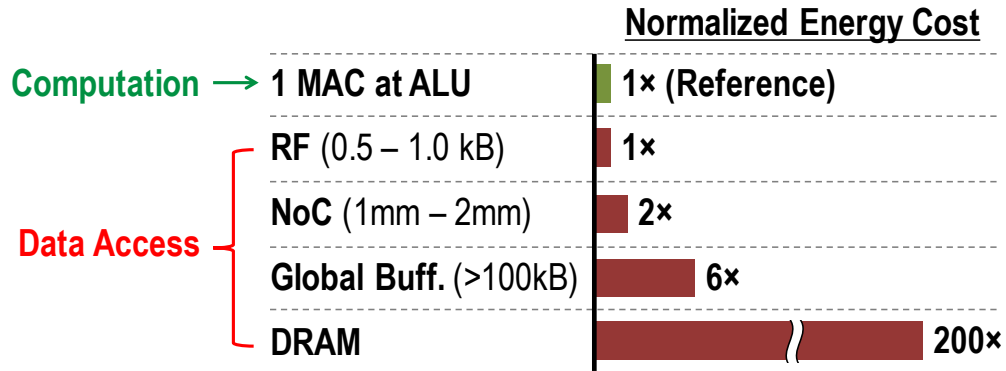 Normalized Energy Cost
Computation → 1 MAC at ALU 1× (Reference)
RF (0.5 – 1.0 kB) 1×
NoC (1mm – 2mm) 2×
Data Access
Global Buff. (>100kB) 6×
DRAM 200×